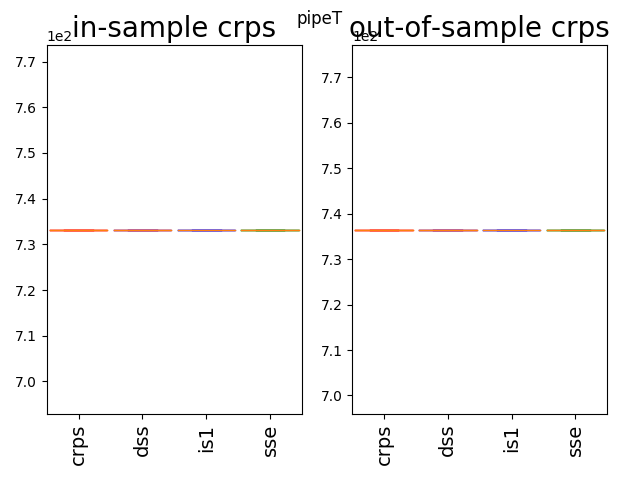 pipeT
in-sample crps
1e2
7.7
7.6
7.5
7.4
7.3
7.2
7.1
7.0
crps
dss
is1
sse
out-of-sample crps
1e2
7.7
7.6
7.5
7.4
7.3
7.2
7.1
7.0
crps
dss
is1
sse